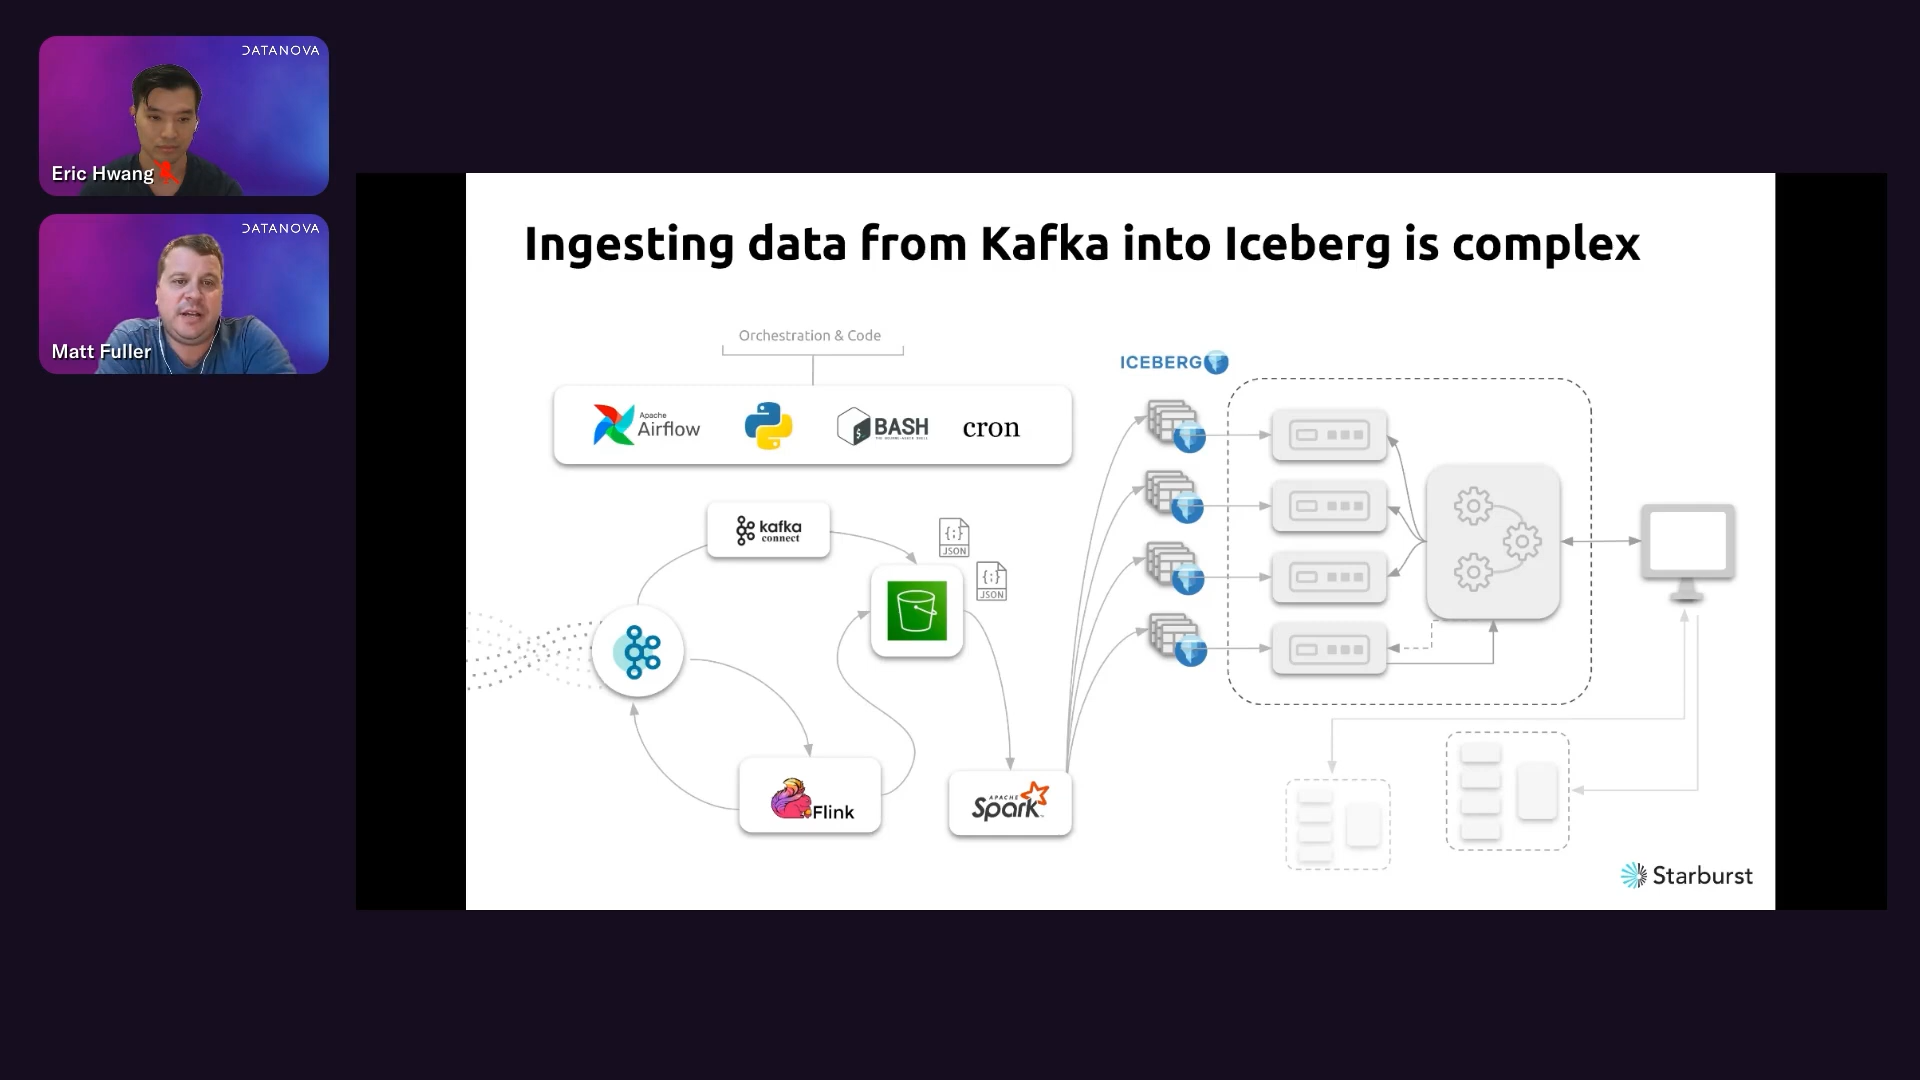 DATANOVA
Eric Hwang
DATANOVA
Matt Fuller
Ingesting data from Kafka into Iceberg is complex
Orchestration & Code
Apache
Airflow
$
BASH
cron
ICEBERG
kafka
connect
{;}
JSON
{;}
JSON
Flink
APACHE
Spark
Starburst